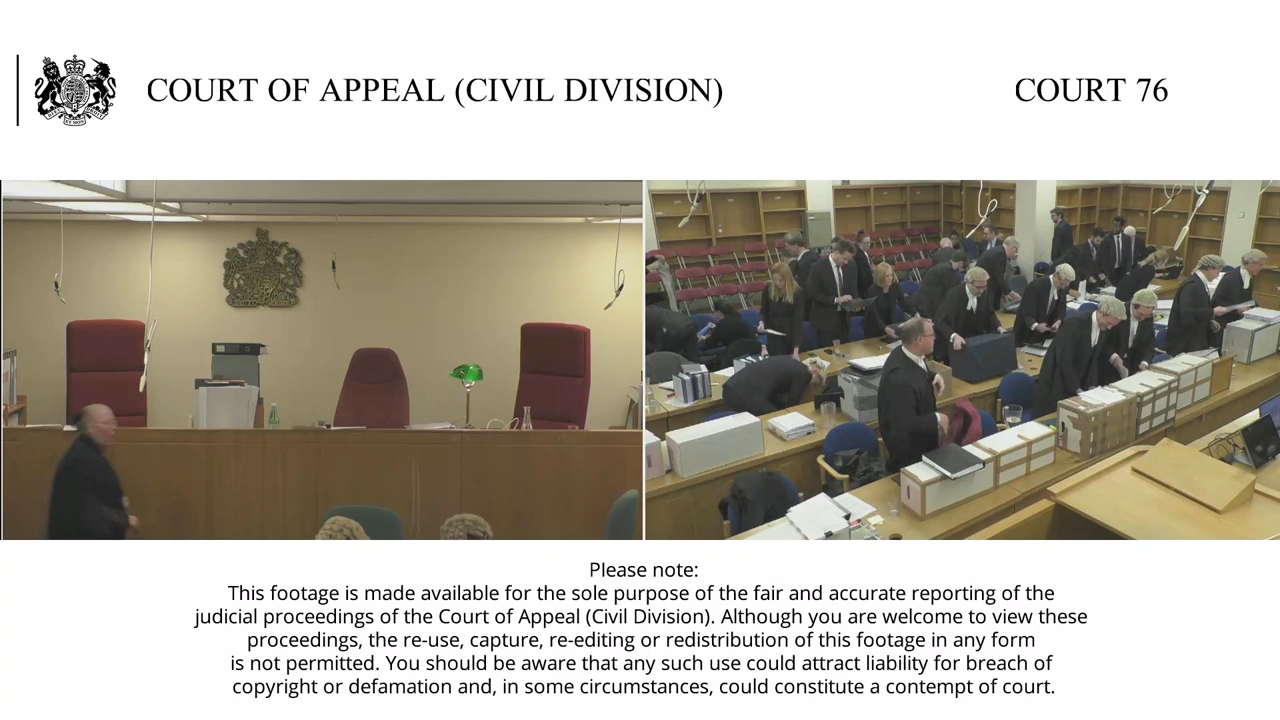 COURT OF APPEAL (CIVIL DIVISION)
COURT 76
Please note:
This footage is made available for the sole purpose of the fair and accurate reporting of the
judicial proceedings of the Court of Appeal (Civil Division). Although you are welcome to view these
proceedings, the re-use, capture, re-editing or redistribution of this footage in any form
is not permitted. You should be aware that any such use could attract liability for breach of
copyright or defamation and, in some circumstances, could constitute a contempt of court.